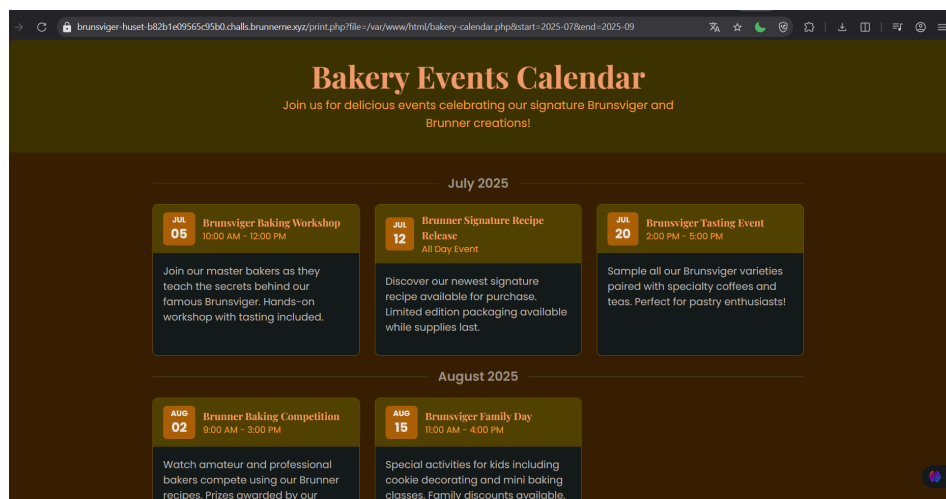 brunsviger-huset-b82b1e09565c95b0.challs.brunnerne.xyz/print.php?file=/var/www/html/bakery-calendar.php&start=2025-07&end=2025-09
Bakery Events Calendar
Join us for delicious events celebrating our signature Brunsviger and
Brunner creations!
July 2025
JUL
05
Brunsviger Baking Workshop
10:00 AM - 12:00 PM
Join our master bakers as they
teach the secrets behind our
famous Brunsviger. Hands-on
workshop with tasting included.
JUL
12
Brunner Signature Recipe
Release
All Day Event
Discover our newest signature
recipe available for purchase.
Limited edition packaging available
while supplies last.
JUL
20
Brunsviger Tasting Event
2:00 PM - 5:00 PM
Sample all our Brunsviger varieties
paired with specialty coffees and
teas. Perfect for pastry enthusiasts!
August 2025
AUG
02
Brunner Baking Competition
9:00 AM - 3:00 PM
Watch amateur and professional
bakers compete using our Brunner
recipes. Prizes awarded by our
AUG
15
Brunsviger Family Day
11:00 AM - 4:00 PM
Special activities for kids including
cookie decorating and mini baking
classes. Family discounts available.